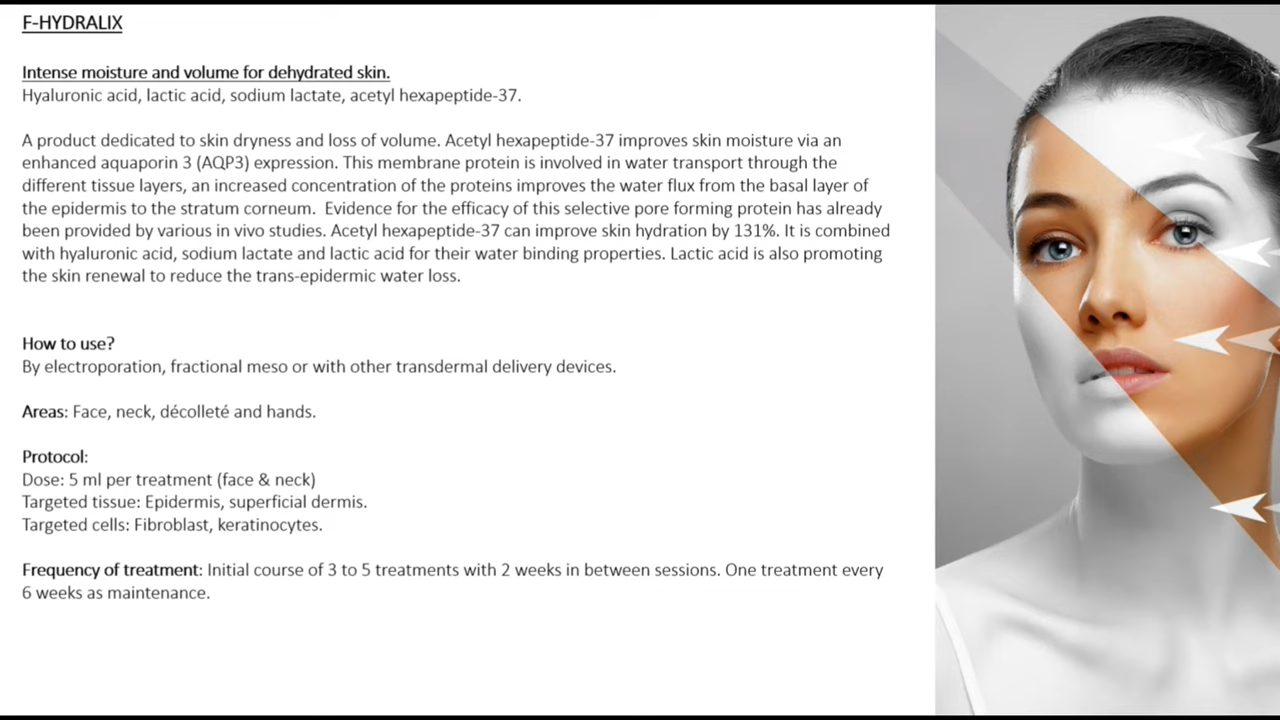 F-HYDRALIX
Intense moisture and volume for dehydrated skin.
Hyaluronic acid, lactic acid, sodium lactate, acetyl hexapeptide-37.
A product dedicated to skin dryness and loss of volume. Acetyl hexapeptide-37 improves skin moisture via an
enhanced aquaporin 3 (AQP3) expression. This membrane protein is involved in water transport through the
different tissue layers, an increased concentration of the proteins improves the water flux from the basal layer of
the epidermis to the stratum corneum.  Evidence for the efficacy of this selective pore forming protein has already
been provided by various in vivo studies. Acetyl hexapeptide-37 can improve skin hydration by 131%. It is combined
with hyaluronic acid, sodium lactate and lactic acid for their water binding properties. Lactic acid is also promoting
the skin renewal to reduce the trans-epidermic water loss.
How to use?
By electroporation, fractional meso or with other transdermal delivery devices.
Areas: Face, neck, décolleté and hands.
Protocol:
Dose: 5 ml per treatment (face & neck)
Targeted tissue: Epidermis, superficial dermis.
Targeted cells: Fibroblast, keratinocytes.
Frequency of treatment: Initial course of 3 to 5 treatments with 2 weeks in between sessions. One treatment every
6 weeks as maintenance.